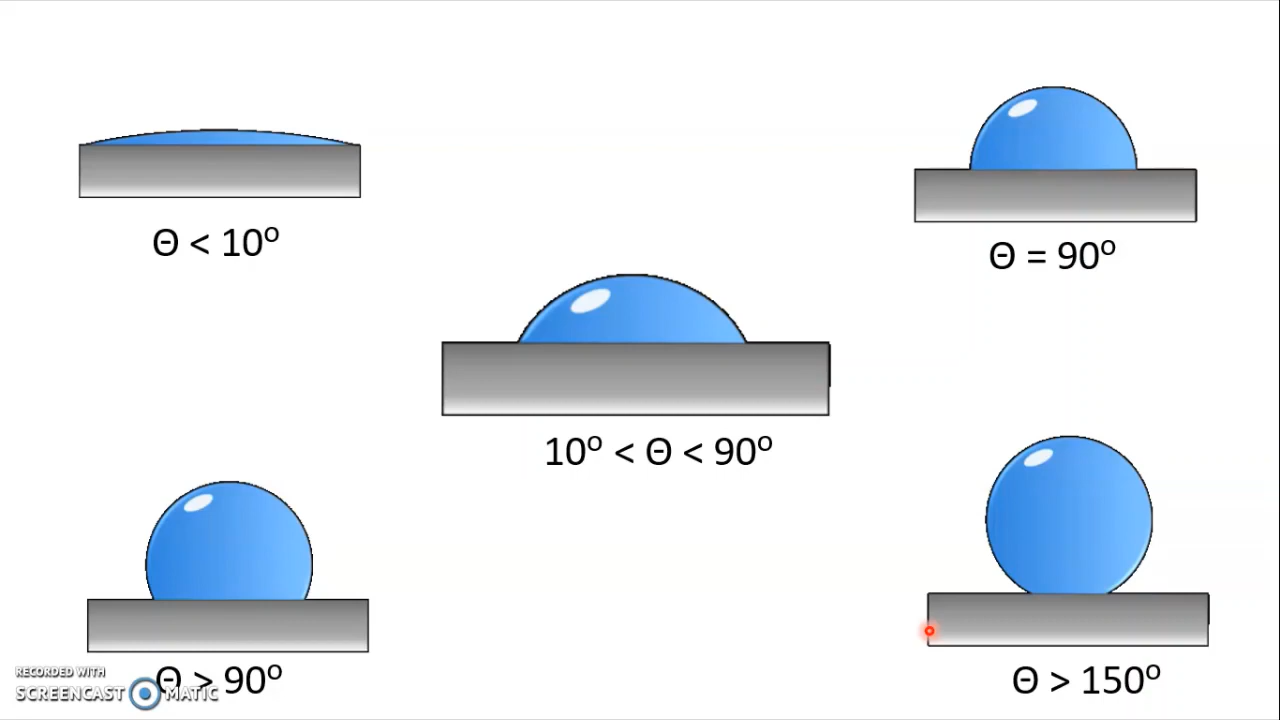 Θ < 10º
Θ = 90º
10º < Θ < 90º
Θ > 90º
Θ > 150º
RECORDED WITH
SCREENCAST MATIC